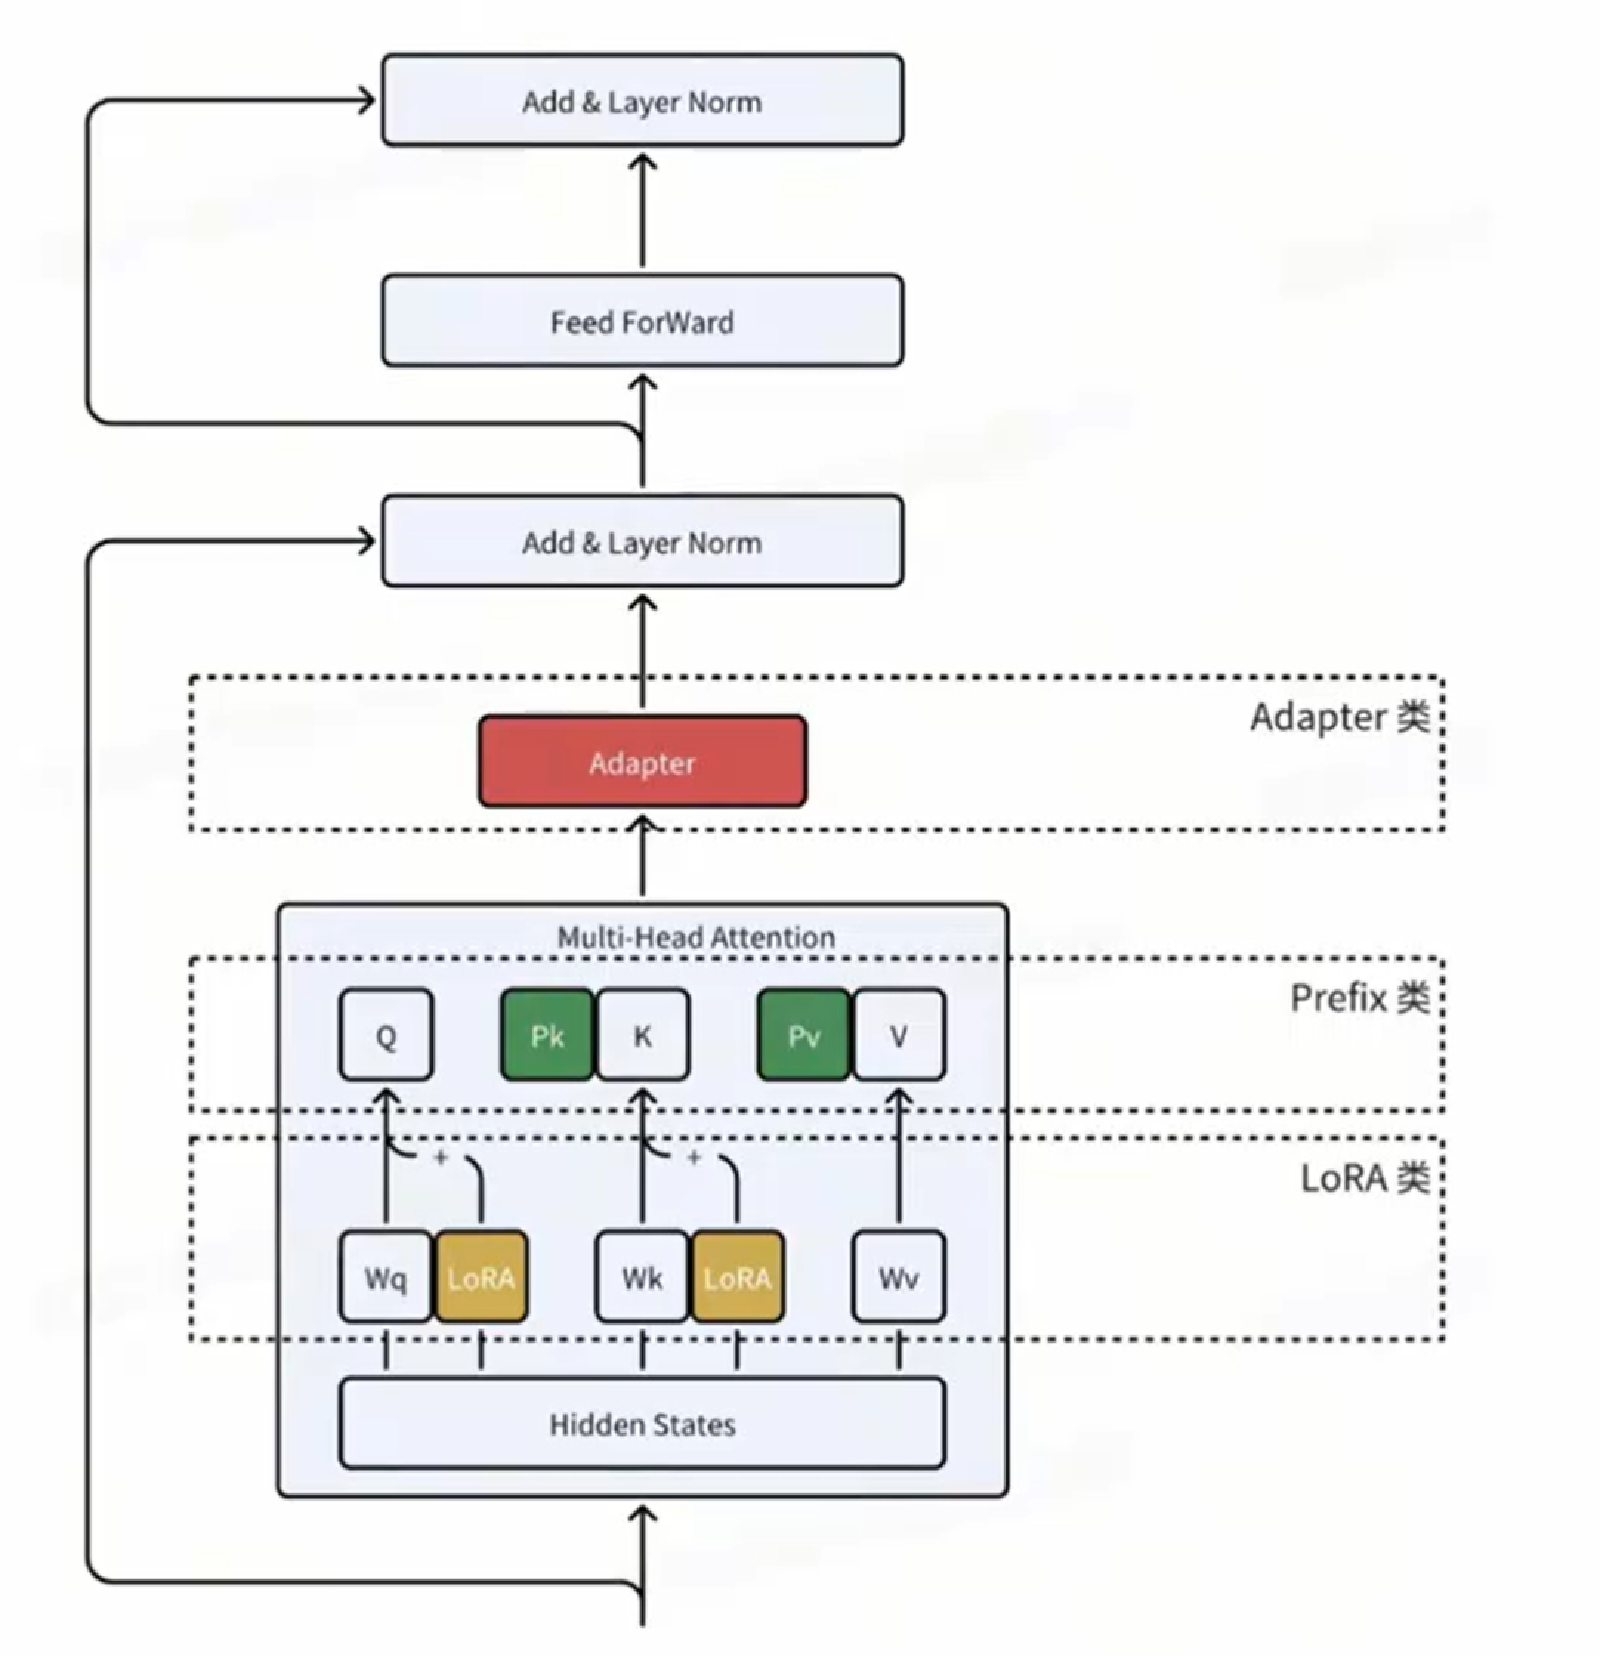 Add & Layer Norm
Feed ForWard
Add & Layer Norm
Adapter 类
Adapter
Multi-Head Attention
Prefix 类
Q
Pk
K
Pv
V
+
+
LoRA 类
Wq
LoRA
Wk
LoRA
Wv
Hidden States